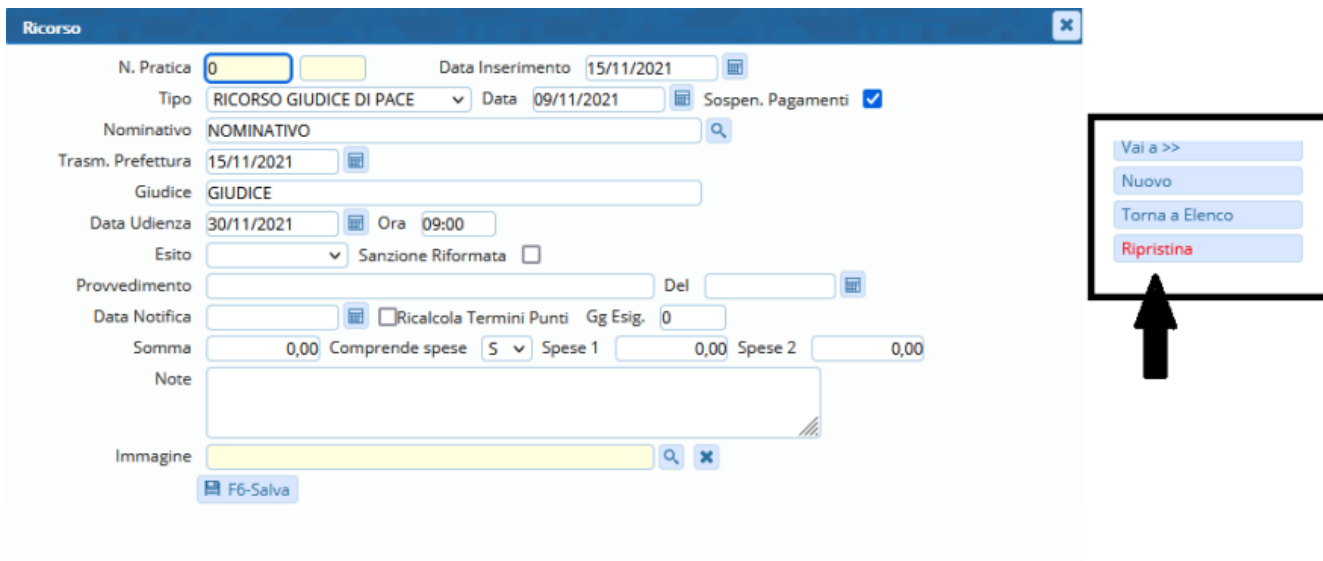 Ricorso
N. Pratica 0 Data Inserimento 15/11/2021
Tipo RICORSO GIUDICE DI PACE Data 09/11/2021 Sospen. Pagamenti
Nominativo NOMINATIVO
Trasm. Prefettura 15/11/2021
Giudice GIUDICE
Data Udienza 30/11/2021 Ora 09:00
Esito Sanzione Riformata
Provvedimento Del
Data Notifica Ricalcola Termini Punti Gg Esig. 0
Somma 0,00 Comprende spese S Spese 1 0,00 Spese 2 0,00
Note
Immagine
F6-Salva
Vai a >>
Nuovo
Torna a Elenco
Ripristina